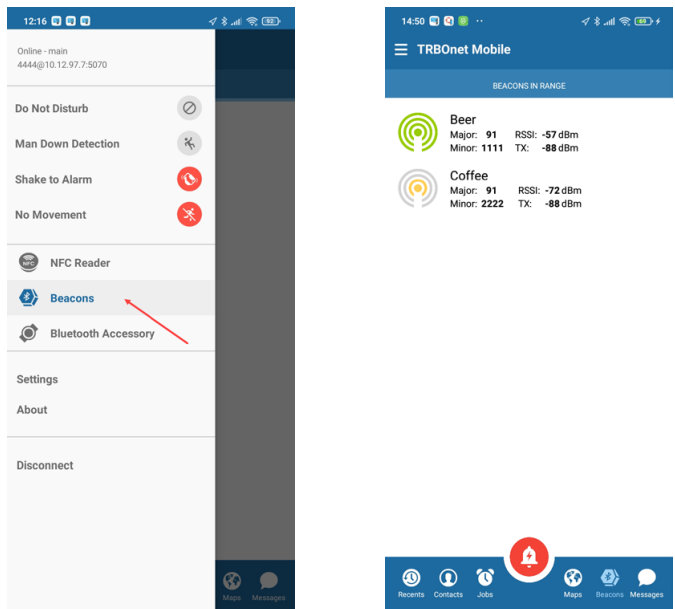 12:16
92
Online - main
4444@10.12.97.7:5070
Do Not Disturb
Man Down Detection
Shake to Alarm
No Movement
NFC
NFC Reader
Beacons
Bluetooth Accessory
Settings
About
Disconnect
Maps Messages
14:50
69
TRBOnet Mobile
BEACONS IN RANGE
Beer
Major: 91 RSSI: -57 dBm
Minor: 1111 TX: -88 dBm
Coffee
Major: 91 RSSI: -72 dBm
Minor: 2222 TX: -88 dBm
Recents Contacts Jobs Maps Beacons Messages